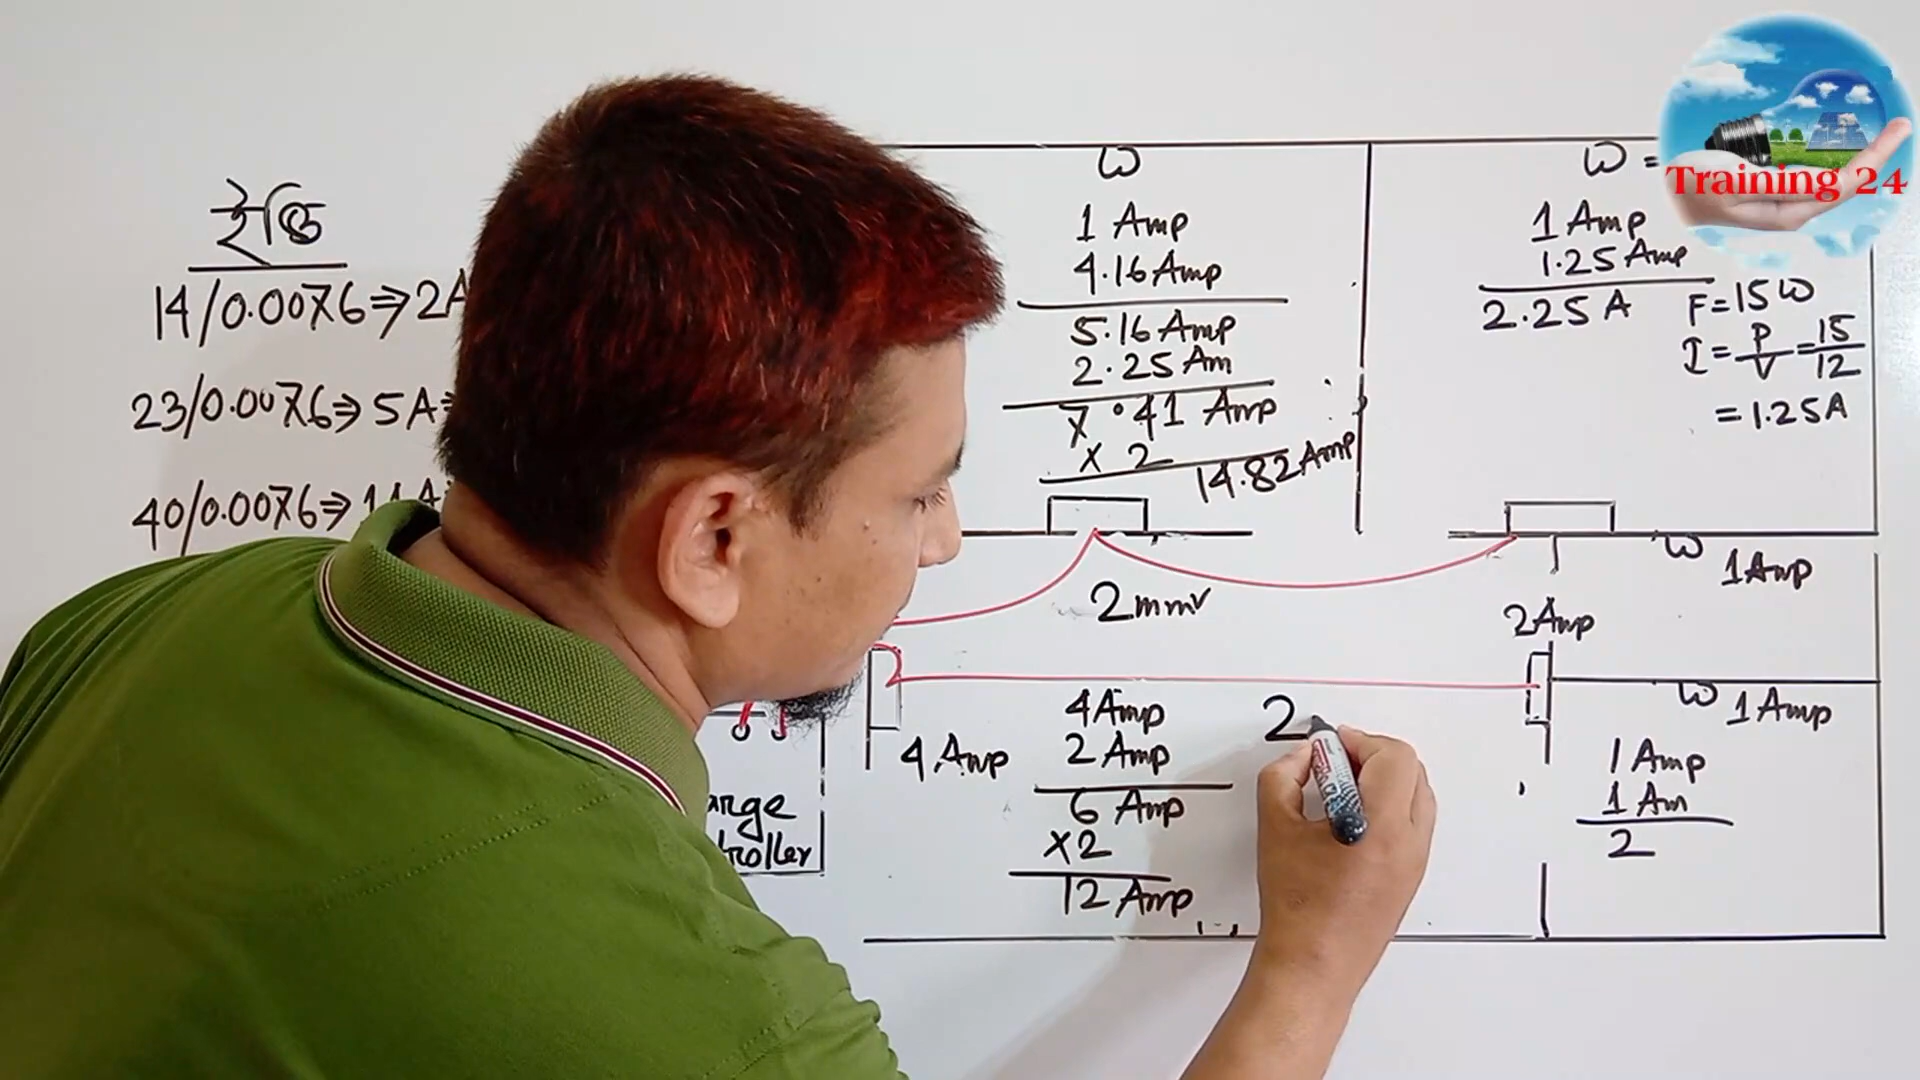 ইঞ্চি
14/0.0076⇒2A
23/0.0076⇒5A⇒
40/0.0076⇒11A
W
1 Amp
4.16 Amp
5.16 Amp
2.25 Am
7.41 Amp
x 2
14.82 Amp
W =
1 Amp
1.25 Amp
2.25 A
F=15W
I = P/V = 15/12
= 1.25A
Training 24
2mm
W 1Amp
2Amp
W 1 Amp
1 Amp
1 Am
2
4 Amp
4Amp
2 Amp
6 Amp
x2
12 Amp
2